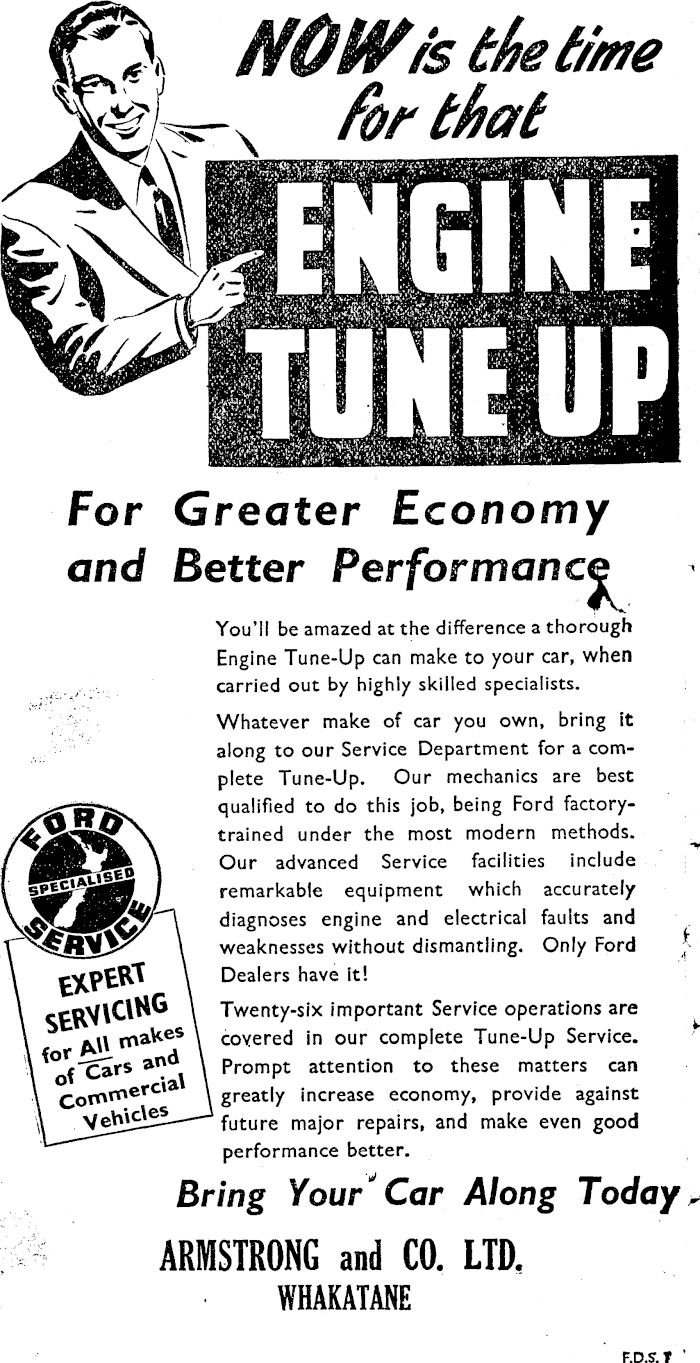 NOW is the time
for that
ENGINE
TUNE UP
For Greater Economy
and Better Performance
You'll be amazed at the difference a thorough
Engine Tune-Up can make to your car, when
carried out by highly skilled specialists.
Whatever make of car you own, bring it
along to our Service Department for a com-
plete Tune-Up. Our mechanics are best
qualified to do this job, being Ford factory-
trained under the most modern methods.
Our advanced Service facilities include
remarkable equipment which accurately
diagnoses engine and electrical faults and
weaknesses without dismantling. Only Ford
Dealers have it!
Twenty-six important Service operations are
covered in our complete Tune-Up Service.
Prompt attention to these matters can
greatly increase economy, provide against
future major repairs, and make even good
performance better.
FORD
SPECIALISED
SERVICE
EXPERT
SERVICING
for All makes
of Cars and
Commercial
Vehicles
Bring Your Car Along Today
ARMSTRONG and CO. LTD.
WHAKATANE
F.D.S.